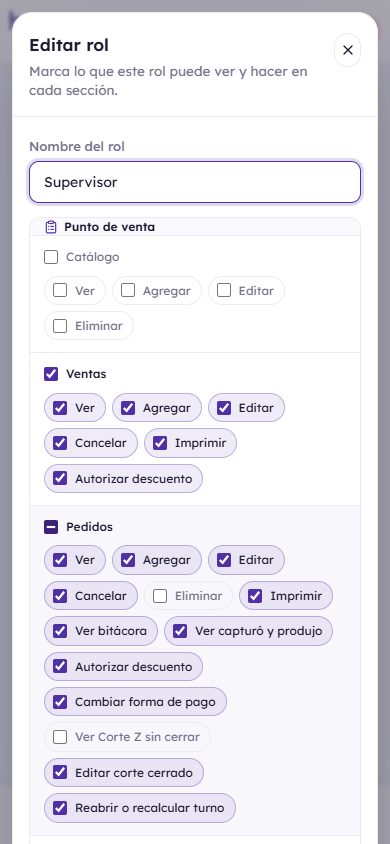 Editar rol
Marca lo que este rol puede ver y hacer en
cada sección.
Nombre del rol
Supervisor
Punto de venta
Catálogo
Ver Agregar Editar
Eliminar
Ventas
Ver Agregar Editar
Cancelar Imprimir
Autorizar descuento
Pedidos
Ver Agregar Editar
Cancelar Eliminar Imprimir
Ver bitácora Ver capturó y produjo
Autorizar descuento
Cambiar forma de pago
Ver Corte Z sin cerrar
Editar corte cerrado
Reabrir o recalcular turno